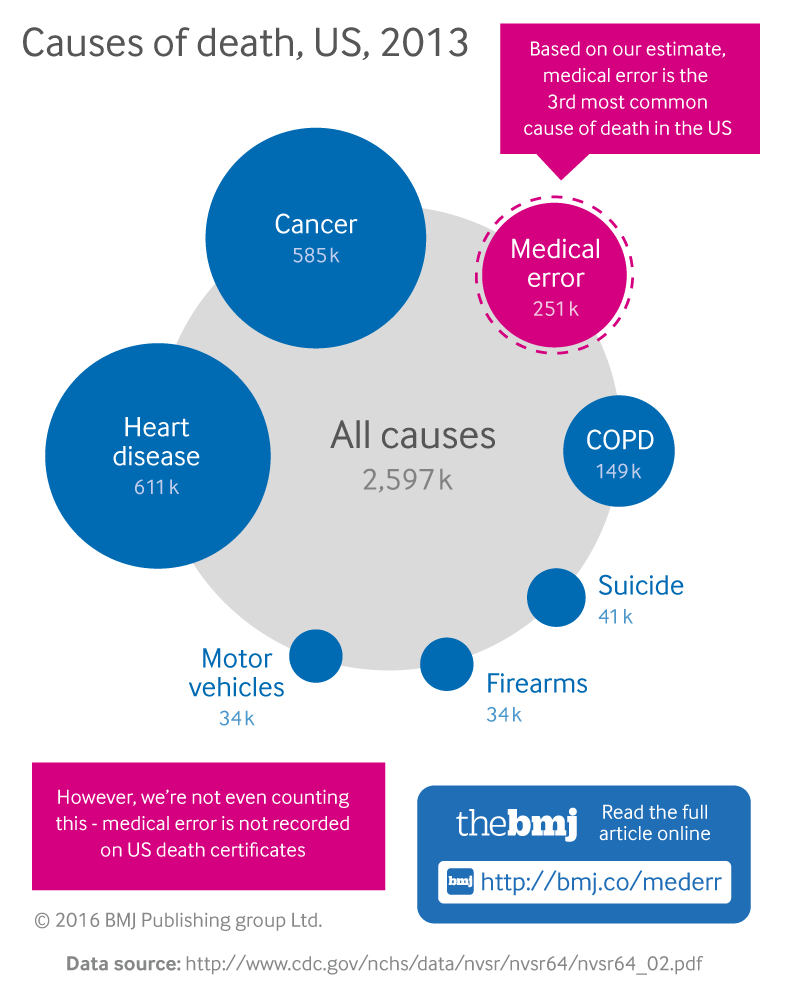 Causes of death, US, 2013
Based on our estimate,
medical error is the
3rd most common
cause of death in the US
Cancer
585k
Medical
error
251k
Heart
disease
611k
All causes
2,597k
COPD
149k
Suicide
41k
Motor
vehicles
34k
Firearms
34k
However, we're not even counting
this - medical error is not recorded
on US death certificates
thebmj
Read the full
article online
bmj http://bmj.co/mederr
© 2016 BMJ Publishing group Ltd.
Data source: http://www.cdc.gov/nchs/data/nvsr/nvsr64/nvsr64_02.pdf